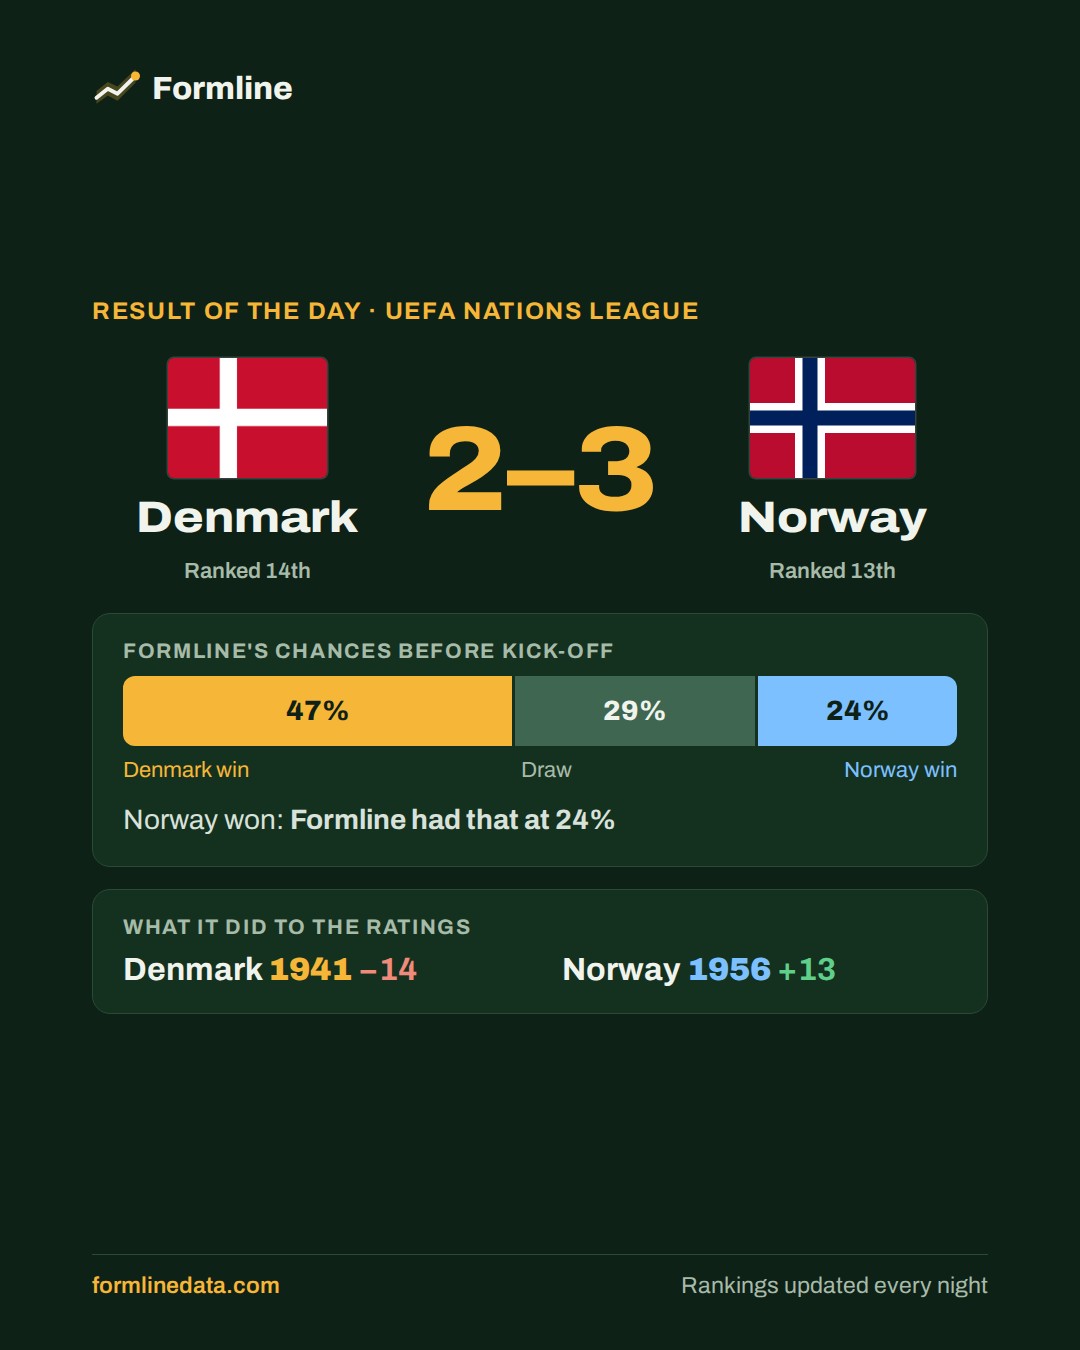 Formline
RESULT OF THE DAY · UEFA NATIONS LEAGUE
2–3
Denmark
Norway
Ranked 14th
Ranked 13th
FORMLINE'S CHANCES BEFORE KICK-OFF
47% 29% 24%
Denmark win Draw Norway win
Norway won: Formline had that at 24%
WHAT IT DID TO THE RATINGS
Denmark 1941 –14 Norway 1956 +13
formlinedata.com Rankings updated every night